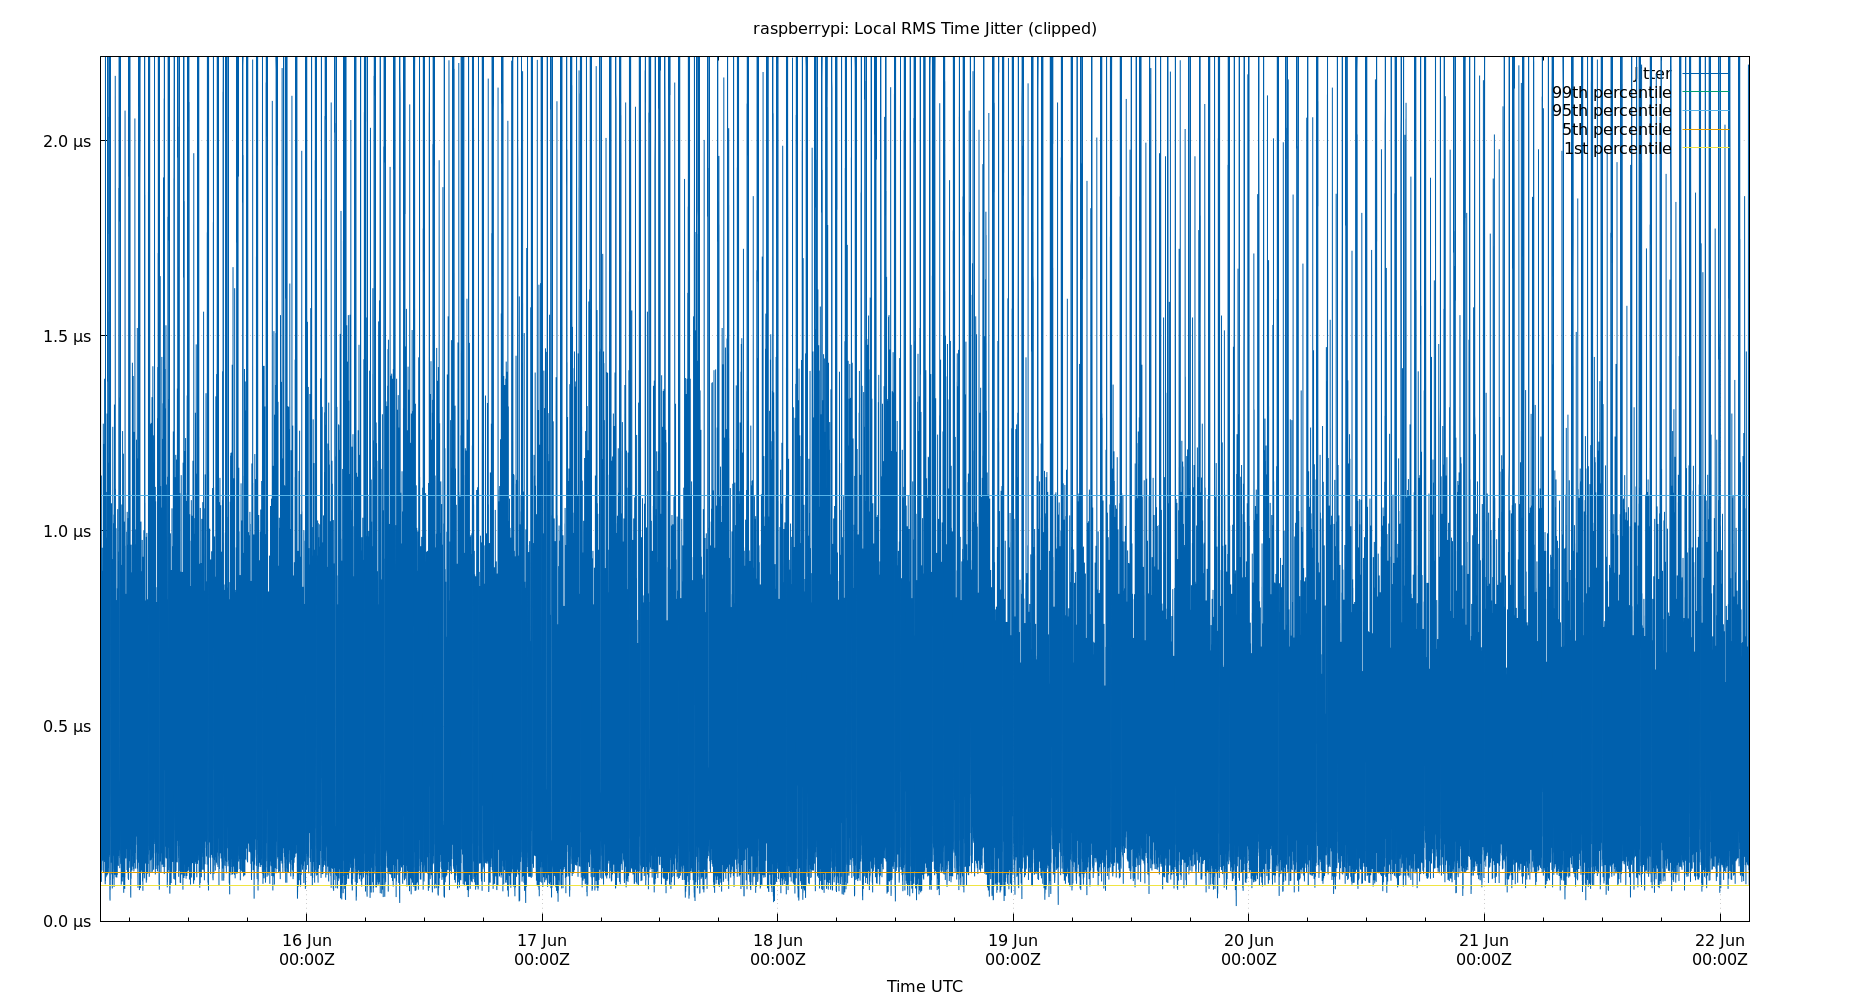 raspberrypi: Local RMS Time Jitter (clipped)
Jitter
99th percentile
95th percentile
5th percentile
1st percentile
2.0 µs
1.5 µs
1.0 µs
0.5 µs
0.0 µs
16 Jun 17 Jun 18 Jun 19 Jun 20 Jun 21 Jun 22 Jun
00:00Z 00:00Z 00:00Z 00:00Z 00:00Z 00:00Z 00:00Z
Time UTC